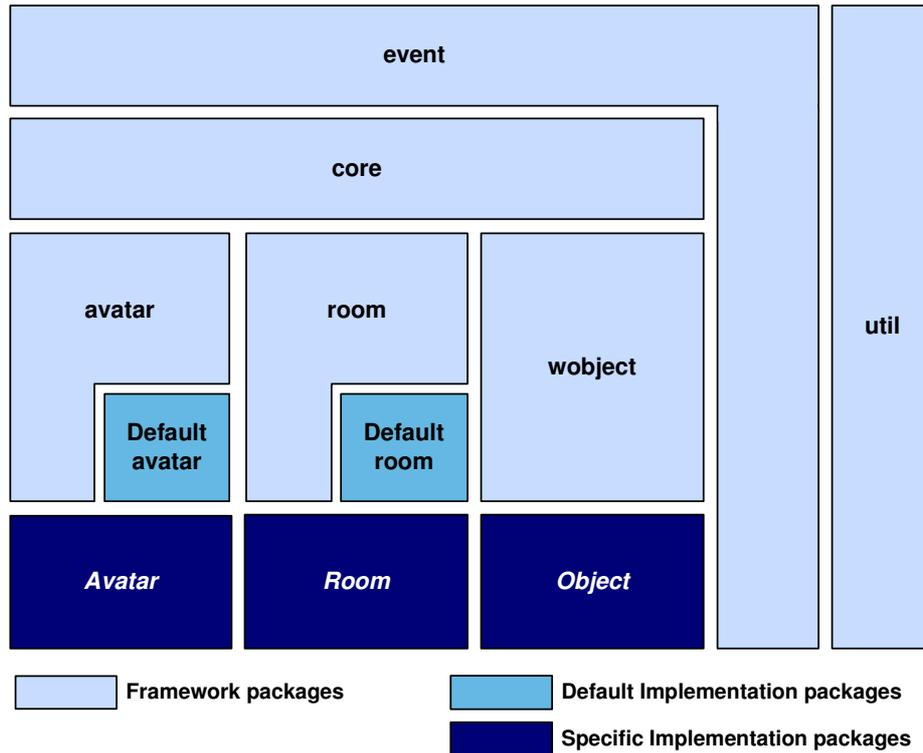 event
core
avatar
room
wobject
util
Default
avatar
Default
room
Avatar
Room
Object
Framework packages
Default Implementation packages
Specific Implementation packages